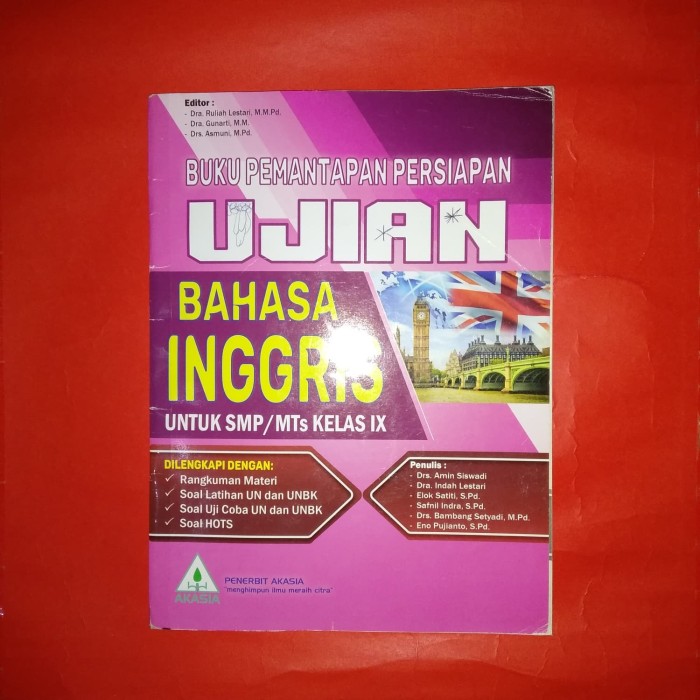 Editor :
- Dra. Ruliah Lestari, M.M.Pd.
- Dra. Gunarti, M.M.
- Drs. Asmuni, M.Pd.
BUKU PEMANTAPAN PERSIAPAN
UJIAN
BAHASA
INGGRIS
UNTUK SMP/MTs KELAS IX
DILENGKAPI DENGAN:
✓ Rangkuman Materi
✓ Soal Latihan UN dan UNBK
✓ Soal Uji Coba UN dan UNBK
✓ Soal HOTS
Penulis :
- Drs. Amin Siswadi
- Dra. Indah Lestari
- Elok Satiti, S.Pd.
- Safnil Indra, S.Pd.
- Drs. Bambang Setyadi, M.Pd.
- Eno Pujianto, S.Pd.
AKASIA
PENERBIT AKASIA
"menghimpun ilmu meraih citra"